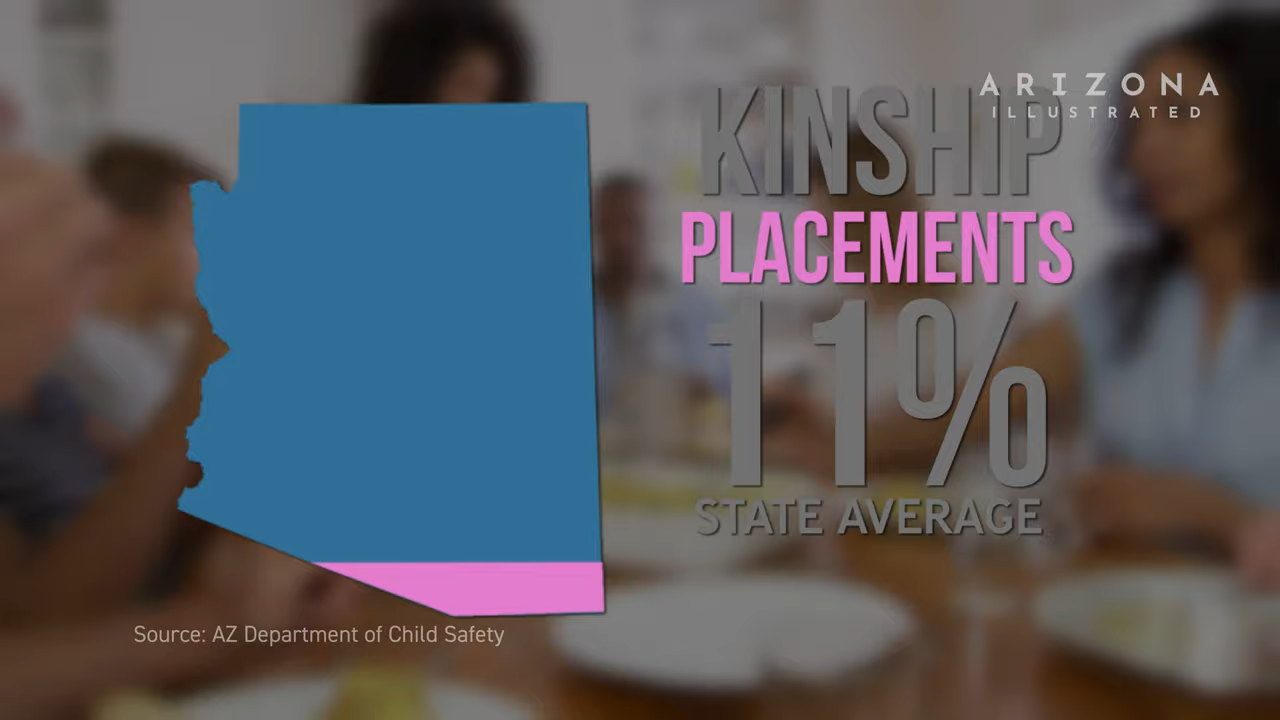 ARIZONA
ILLUSTRATED
KINSHIP
PLACEMENTS
11%
STATE AVERAGE
Source: AZ Department of Child Safety